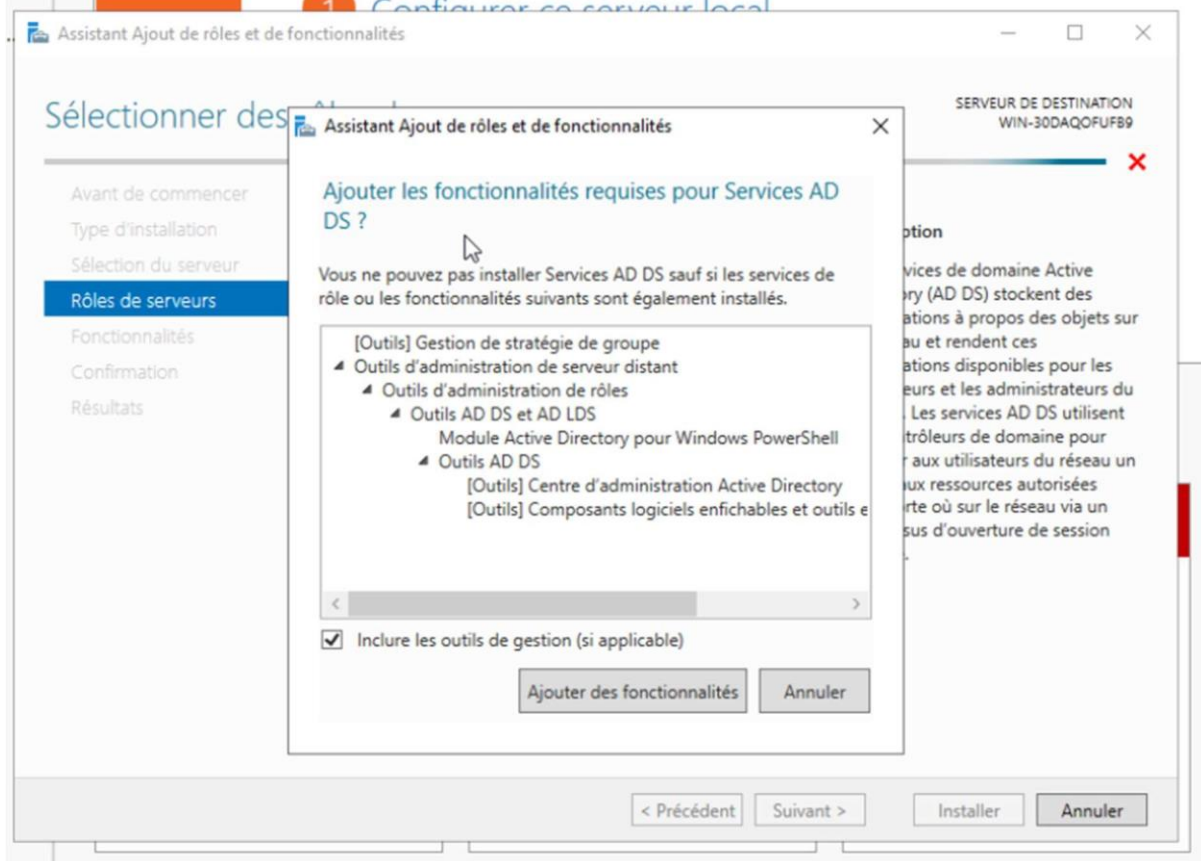 1 Configurer ce serveur local
Assistant Ajout de rôles et de fonctionnalités
Sélectionner des
SERVEUR DE DESTINATION
WIN-30DAQOFUFB9
Avant de commencer
Type d'installation
Sélection du serveur
Rôles de serveurs
Fonctionnalités
Confirmation
Résultats
Assistant Ajout de rôles et de fonctionnalités
Ajouter les fonctionnalités requises pour Services AD
DS ?
Vous ne pouvez pas installer Services AD DS sauf si les services de
rôle ou les fonctionnalités suivants sont également installés.
[Outils] Gestion de stratégie de groupe
Outils d'administration de serveur distant
Outils d'administration de rôles
Outils AD DS et AD LDS
Module Active Directory pour Windows PowerShell
Outils AD DS
[Outils] Centre d'administration Active Directory
[Outils] Composants logiciels enfichables et outils e
Inclure les outils de gestion (si applicable)
Ajouter des fonctionnalités
Annuler
ption
vices de domaine Active
ory (AD DS) stockent des
ations à propos des objets sur
au et rendent ces
ations disponibles pour les
eurs et les administrateurs du
. Les services AD DS utilisent
trôleurs de domaine pour
r aux utilisateurs du réseau un
aux ressources autorisées
rte où sur le réseau via un
sus d'ouverture de session
.
< Précédent
Suivant >
Installer
Annuler